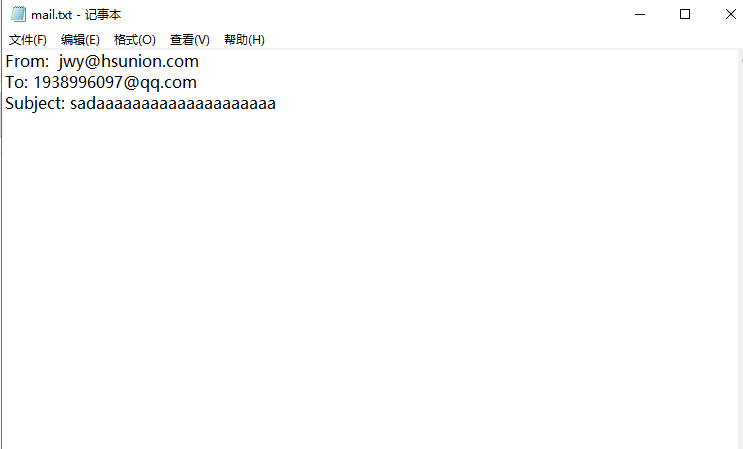 mail.txt - 记事本
文件(F) 编辑(E) 格式(O) 查看(V) 帮助(H)
From:  jwy@hsunion.com
To: 1938996097@qq.com
Subject: sadaaaaaaaaaaaaaaaaaaaa